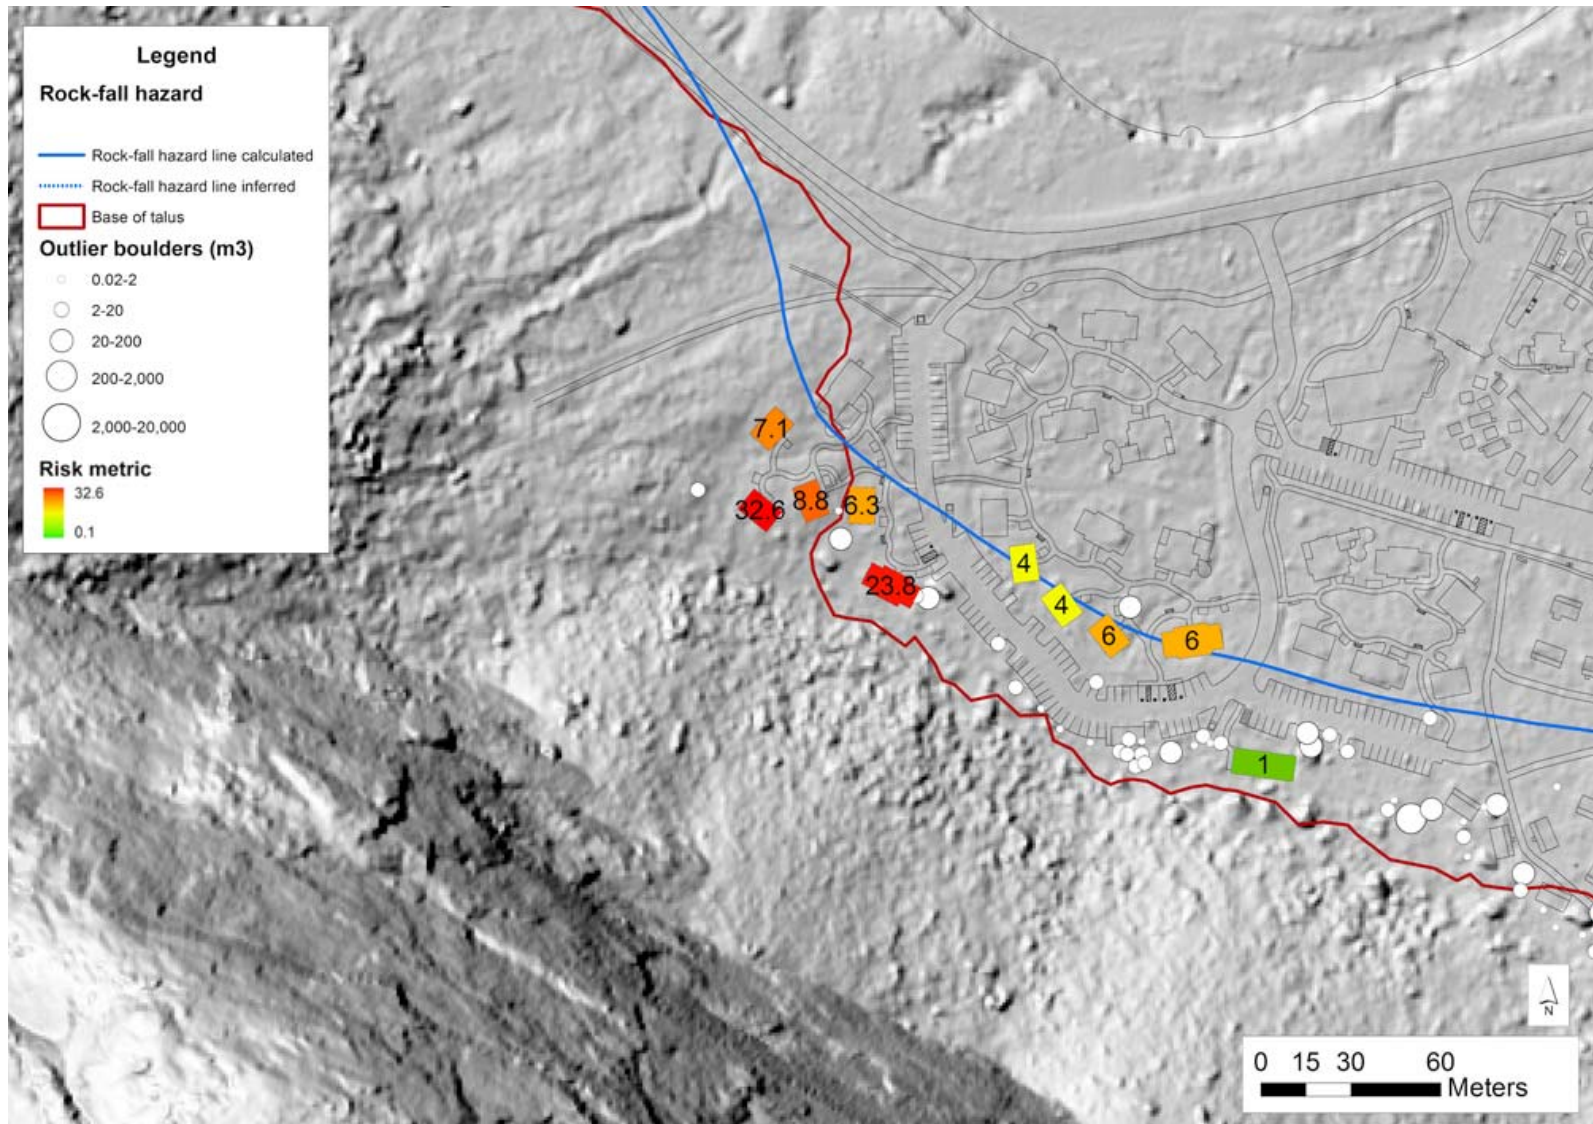 Legend
Rock-fall hazard
Rock-fall hazard line calculated
Rock-fall hazard line inferred
Base of talus
Outlier boulders (m3)
0.02-2
2-20
20-200
200-2,000
2,000-20,000
Risk metric
32.6
0.1
7.1
32.6
8.8
6.3
23.8
4
4
6
6
1
N
0 15 30 60
Meters